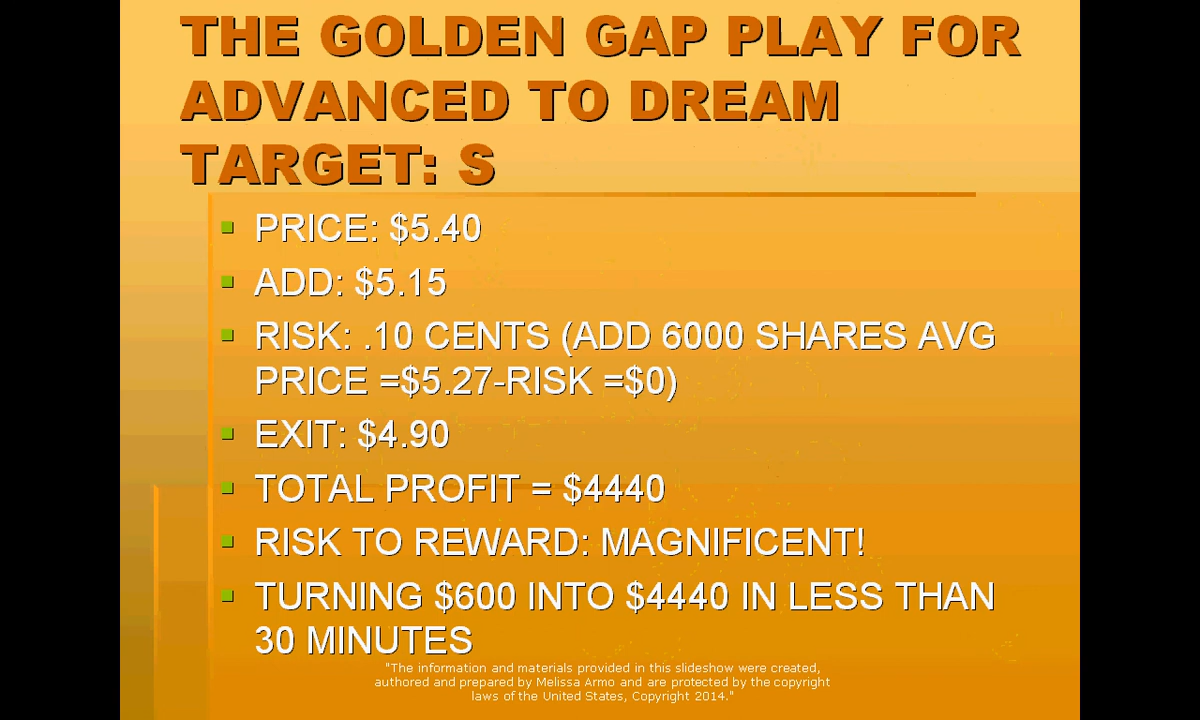 THE GOLDEN GAP PLAY FOR
ADVANCED TO DREAM
TARGET: S
PRICE: $5.40
ADD: $5.15
RISK: .10 CENTS (ADD 6000 SHARES AVG
PRICE =$5.27-RISK =$0)
EXIT: $4.90
TOTAL PROFIT = $4440
RISK TO REWARD: MAGNIFICENT!
TURNING $600 INTO $4440 IN LESS THAN
30 MINUTES
"The information and materials provided in this slideshow were created,
authored and prepared by Melissa Armo and are protected by the copyright
laws of the United States, Copyright 2014."